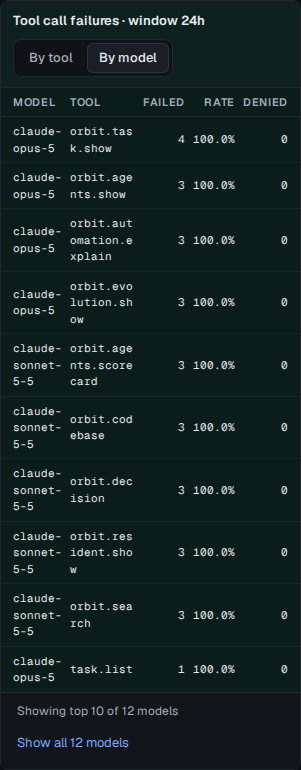 Tool call failures · window 24h
By tool By model
MODEL TOOL FAILED RATE DENIED
claude- orbit.tas
opus-5 k.show 4 100.0% 0
claude- orbit.age
opus-5 nts.show 3 100.0% 0
claude- orbit.aut
opus-5 omation.e 3 100.0% 0
xplain
claude- orbit.evo
opus-5 lution.sh 3 100.0% 0
ow
claude- orbit.age
sonnet- nts.score 3 100.0% 0
5-5 card
claude- orbit.cod
sonnet- ebase 3 100.0% 0
5-5
claude- orbit.dec
sonnet- ision 3 100.0% 0
5-5
claude- orbit.res
sonnet- ident.sho 3 100.0% 0
5-5 w
claude- orbit.sea
sonnet- rch 3 100.0% 0
5-5
claude- task.list 1 100.0% 0
opus-5
Showing top 10 of 12 models
Show all 12 models